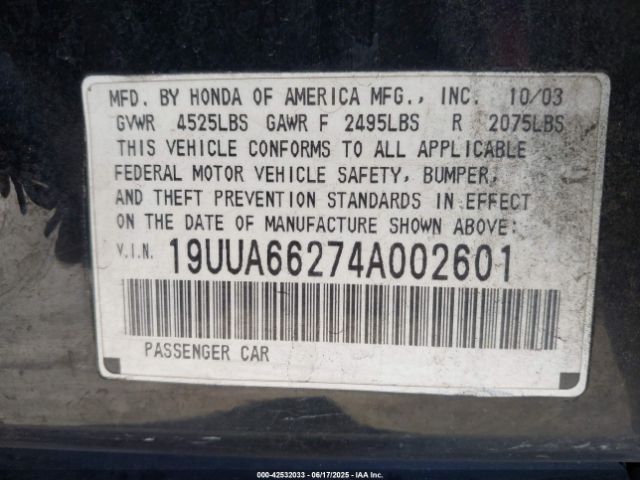 MFD. BY HONDA OF AMERICA MFG., INC. 10/03
GVWR 4525LBS GAWR F 2495LBS R 2075LBS
THIS VEHICLE CONFORMS TO ALL APPLICABLE
FEDERAL MOTOR VEHICLE SAFETY, BUMPER,
AND THEFT PREVENTION STANDARDS IN EFFECT
ON THE DATE OF MANUFACTURE SHOWN ABOVE:
V.I.N. 19UUA66274A002601
PASSENGER CAR
000-42532033 - 06/17/2025 - IAA Inc.